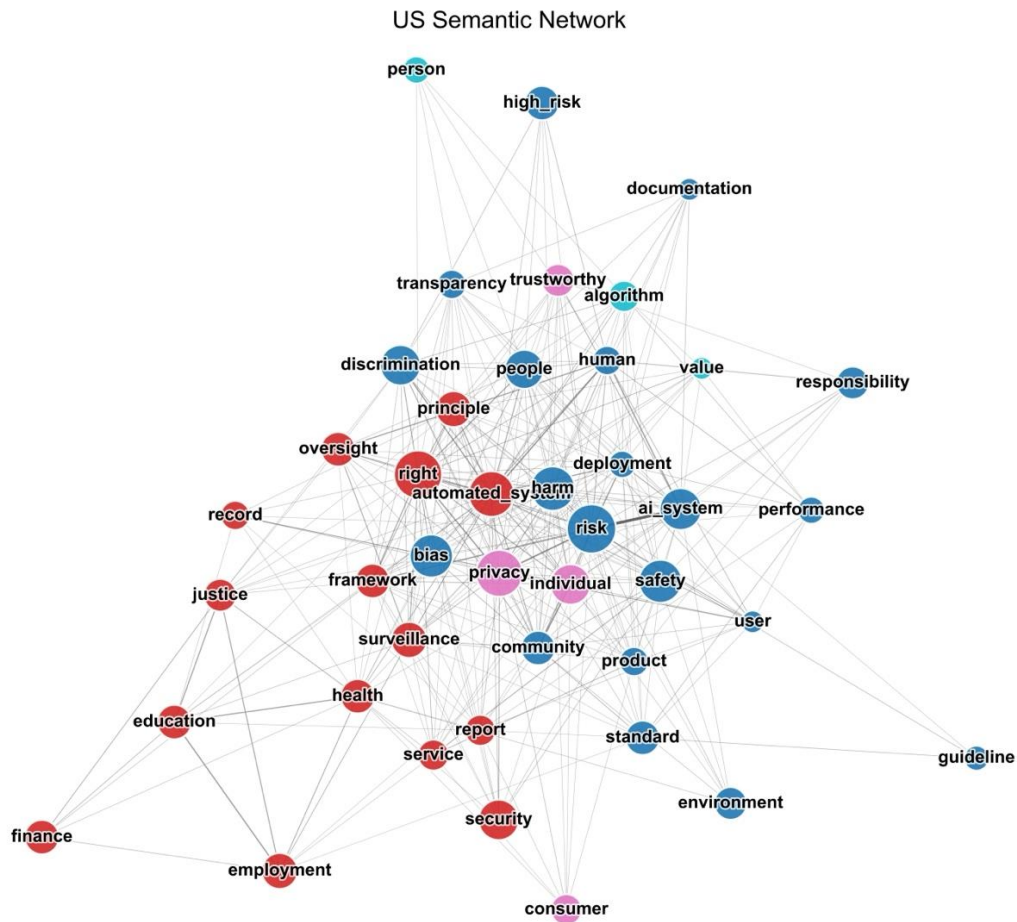 US Semantic Network
person
high_risk
documentation
transparency
trustworthy
algorithm
discrimination
people
human
value
responsibility
principle
oversight
right
deployment
automated_system
harm
ai_system
performance
record
risk
bias
privacy
individual
safety
framework
justice
user
surveillance
community
product
health
education
report
standard
service
guideline
environment
security
finance
employment
consumer